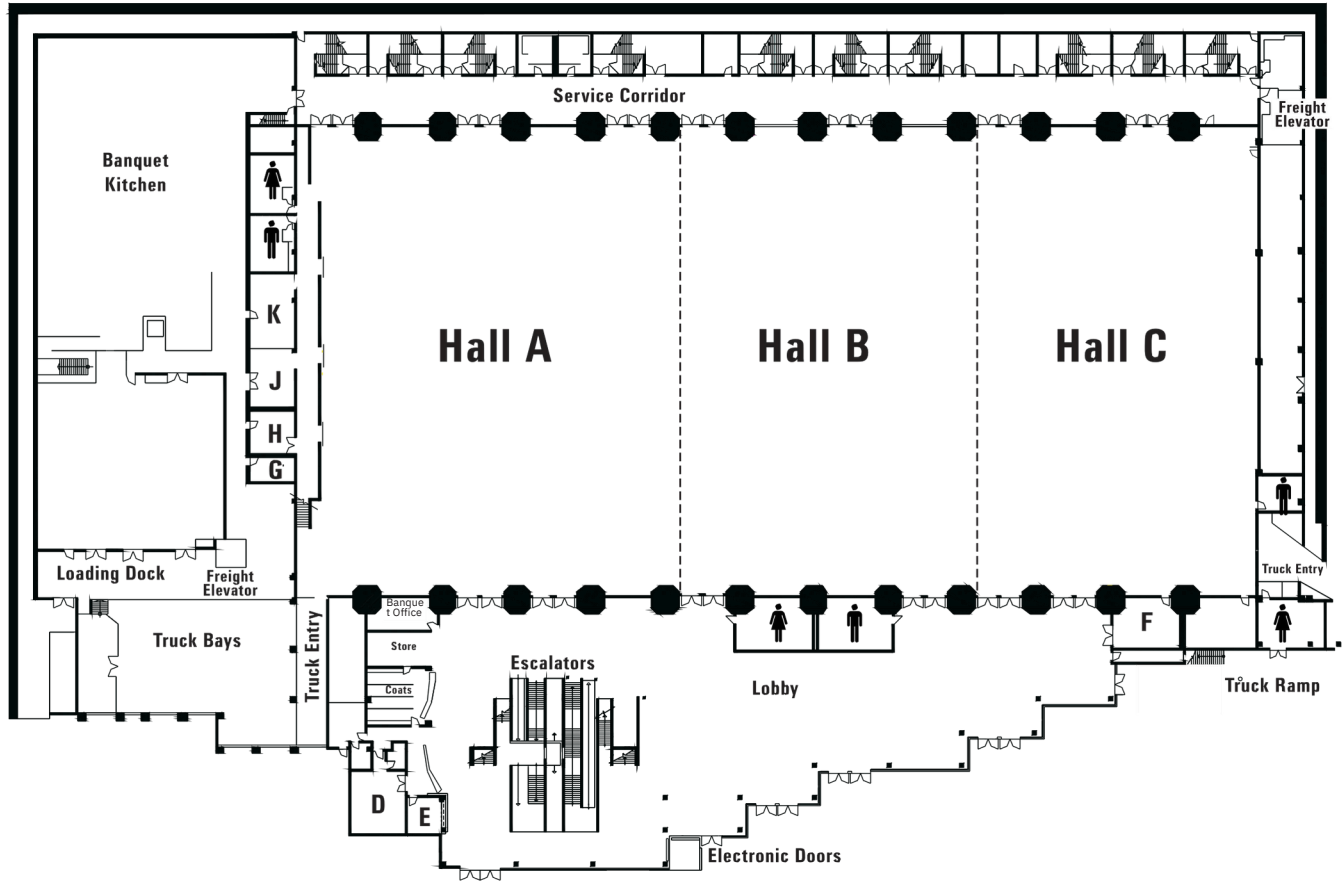 Service Corridor
Freight
Elevator
Banquet
Kitchen
K
Hall A
Hall B
Hall C
J
H
G
Loading Dock
Freight
Elevator
Truck Entry
Banque
t Office
F
Truck Bays
Truck Entry
Store
Escalators
Coats
Lobby
Truck Ramp
D
E
Electronic Doors